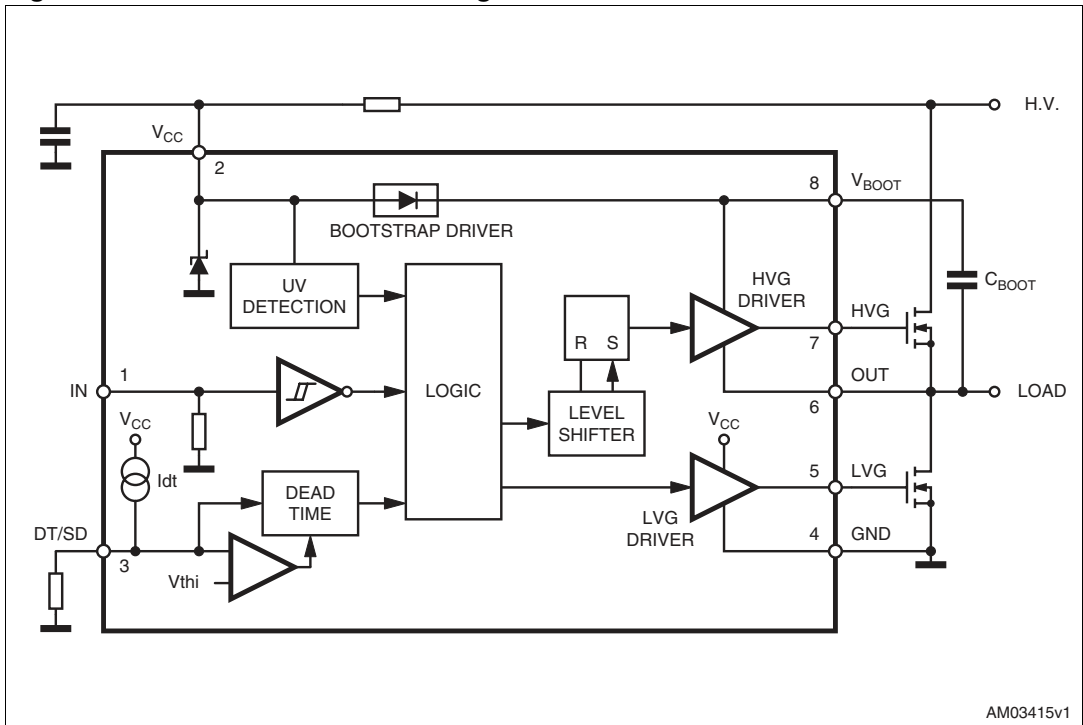 H.V.
VCC
2
8
VBOOT
BOOTSTRAP DRIVER
CBOOT
UV
DETECTION
HVG
DRIVER
HVG
7
R S
1
IN
LOGIC
OUT
6
LOAD
LEVEL
SHIFTER
VCC
VCC
Idt
5
LVG
DEAD
TIME
LVG
DRIVER
DT/SD
3
4
GND
Vthi
AM03415v1